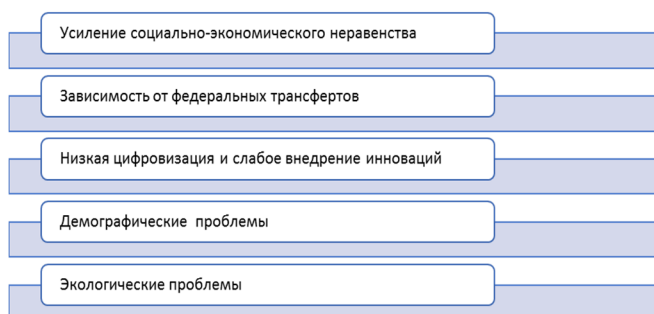 Усиление социально-экономического неравенства
Зависимость от федеральных трансфертов
Низкая цифровизация и слабое внедрение инноваций
Демографические проблемы
Экологические проблемы